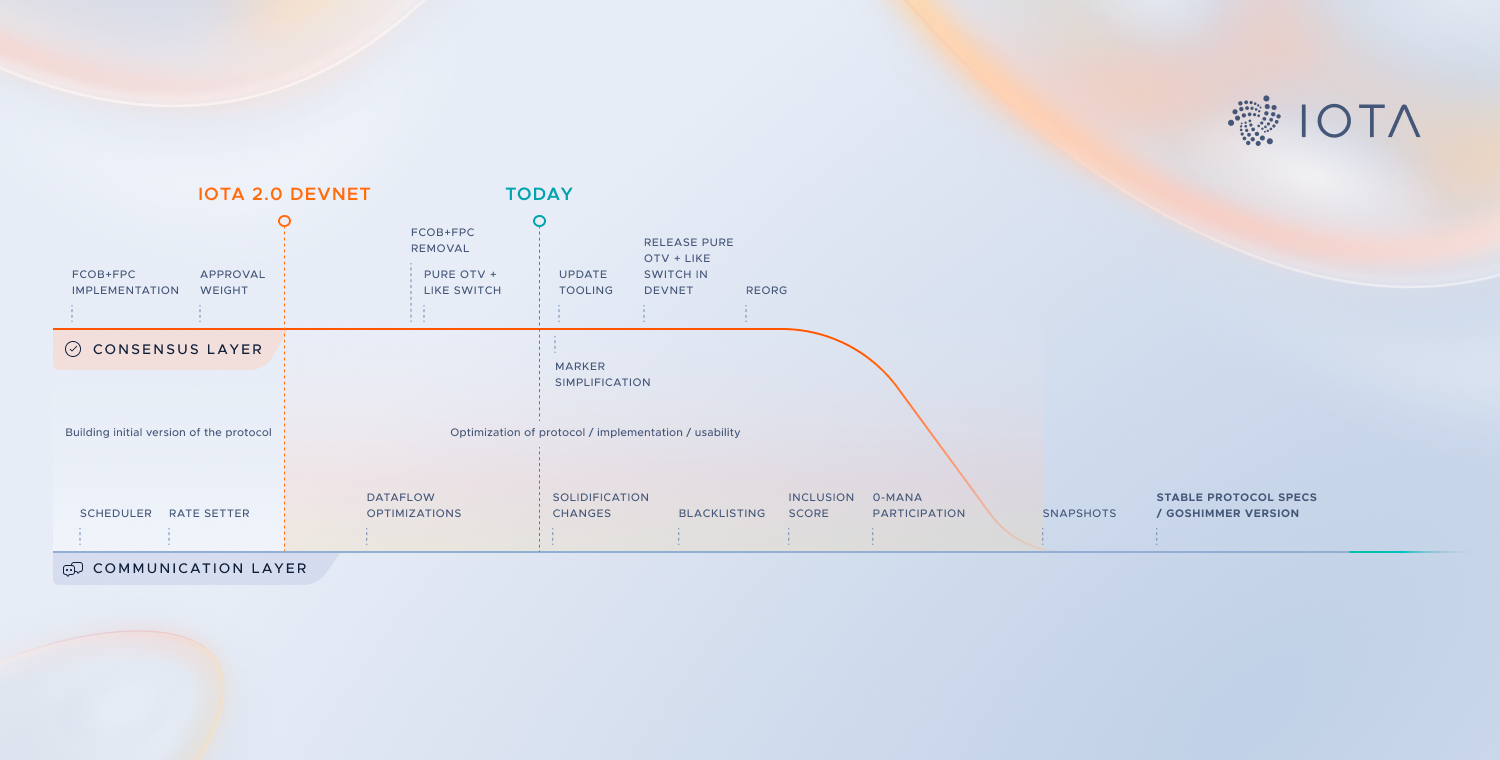 IOTA
IOTA 2.0 DEVNET
TODAY
FCOB+FPC
IMPLEMENTATION
APPROVAL
WEIGHT
FCOB+FPC
REMOVAL
PURE OTV +
LIKE SWITCH
UPDATE
TOOLING
RELEASE PURE
OTV + LIKE
SWITCH IN
DEVNET
REORG
CONSENSUS LAYER
MARKER
SIMPLIFICATION
Building initial version of the protocol
Optimization of protocol / implementation / usability
SCHEDULER
RATE SETTER
DATAFLOW
OPTIMIZATIONS
SOLIDIFICATION
CHANGES
BLACKLISTING
INCLUSION
SCORE
0-MANA
PARTICIPATION
SNAPSHOTS
STABLE PROTOCOL SPECS
/ GOSHIMMER VERSION
COMMUNICATION LAYER